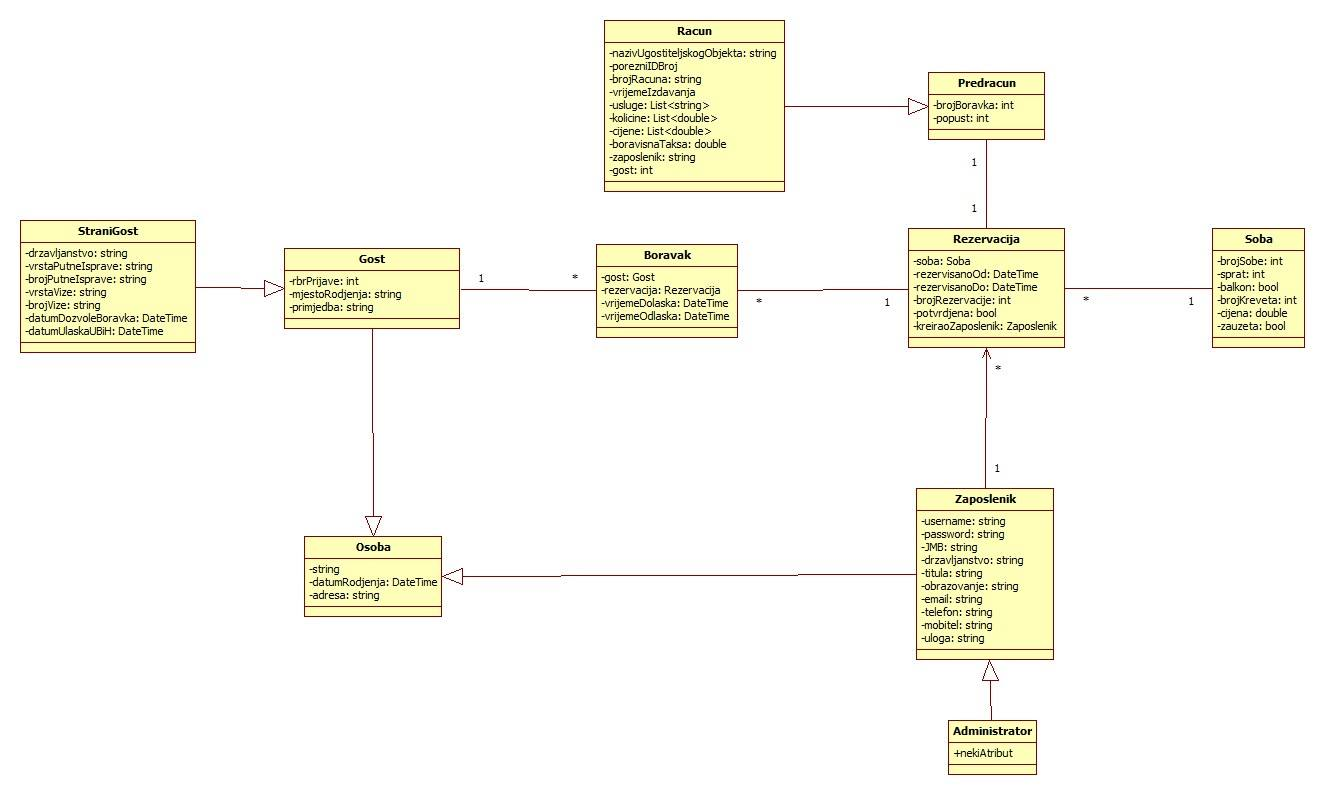 Racun
-nazivUgostiteljskogObjekta: string
-porezniIDBroj
-brojRacuna: string
-vrijemeIzdavanja
-usluge: List<string>
-kolicine: List<double>
-cijene: List<double>
-boravisnaTaksa: double
-zaposlenik: string
-gost: int
Predracun
-brojBoravka: int
-popust: int
1
1
StraniGost
-drzavljanstvo: string
-vrstaPutneIsprave: string
-brojPutneIsprave: string
-vrstaVize: string
-brojVize: string
-datumDozvoleBoravka: DateTime
-datumUlaskaUBiH: DateTime
Gost
-rbrPrijave: int
-mjestoRodjenja: string
-primjedba: string
1
*
Boravak
-gost: Gost
-rezervacija: Rezervacija
-vrijemeDolaska: DateTime
-vrijemeOdlaska: DateTime
*
1
Rezervacija
-soba: Soba
-rezervisanoOd: DateTime
-rezervisanoDo: DateTime
-brojRezervacije: int
-potvrdjena: bool
-kreiraoZaposlenik: Zaposlenik
*
1
Soba
-brojSobe: int
-sprat: int
-balkon: bool
-brojKreveta: int
-cijena: double
-zauzeta: bool
*
1
Osoba
-string
-datumRodjenja: DateTime
-adresa: string
Zaposlenik
-username: string
-password: string
-JMB: string
-drzavljanstvo: string
-titula: string
-obrazovanje: string
-email: string
-telefon: string
-mobitel: string
-uloga: string
Administrator
+nekiAtribut